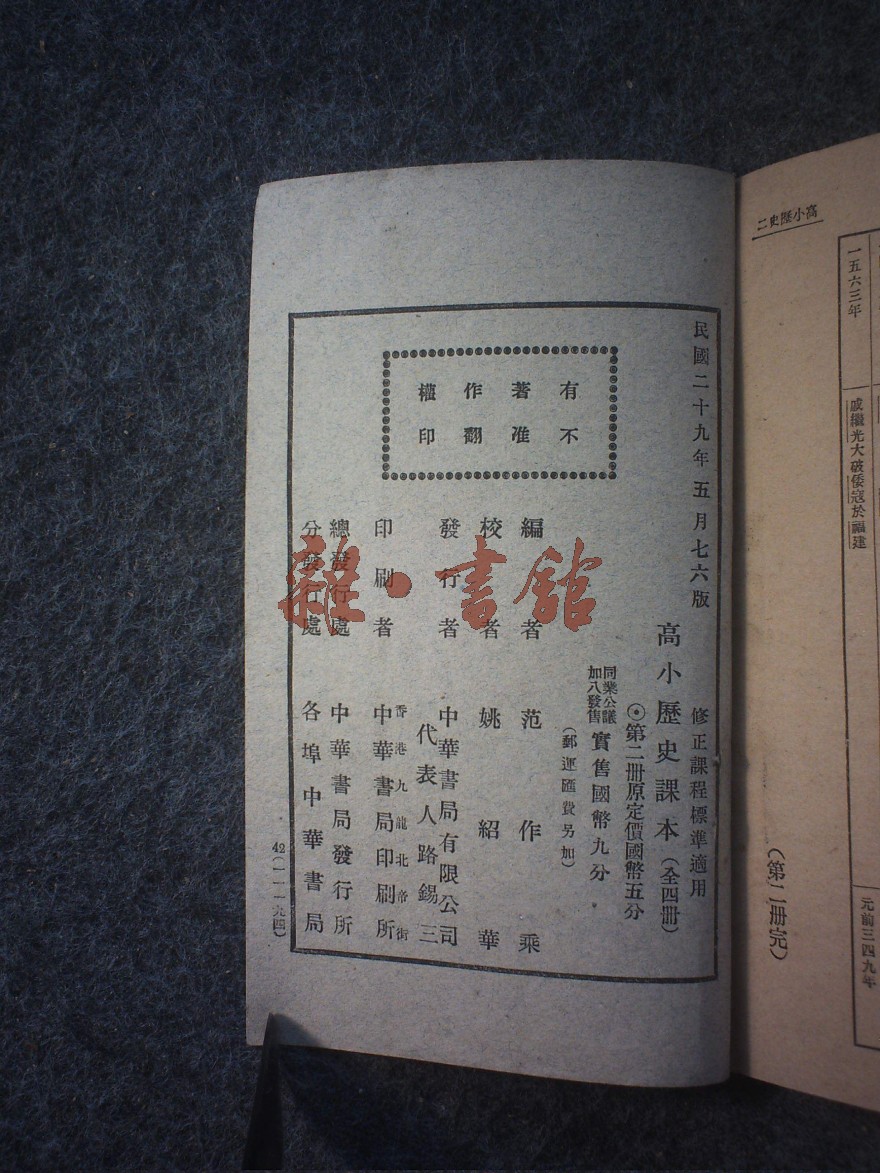 高小歷史二
一五六三年
戚繼光大破倭寇於福建
元前三四九年
(第二册完)
民國二十九年五月七六版
修正課程標準適用
高小歷史課本(全四册)
⊙第二册原定價國幣五分
同業公議
加八發售
實售國幣九分
(郵運匯費另加)
有著作權
不准翻印
編者 范作乘
校者 姚紹華
發行者 中華書局有限公司
代表人路錫三
印刷者 香港九龍北帝街
中華書局印刷所
總發行處 中華書局發行所
分發行處 各埠中華書局
42(一一一九四)
雜·書館